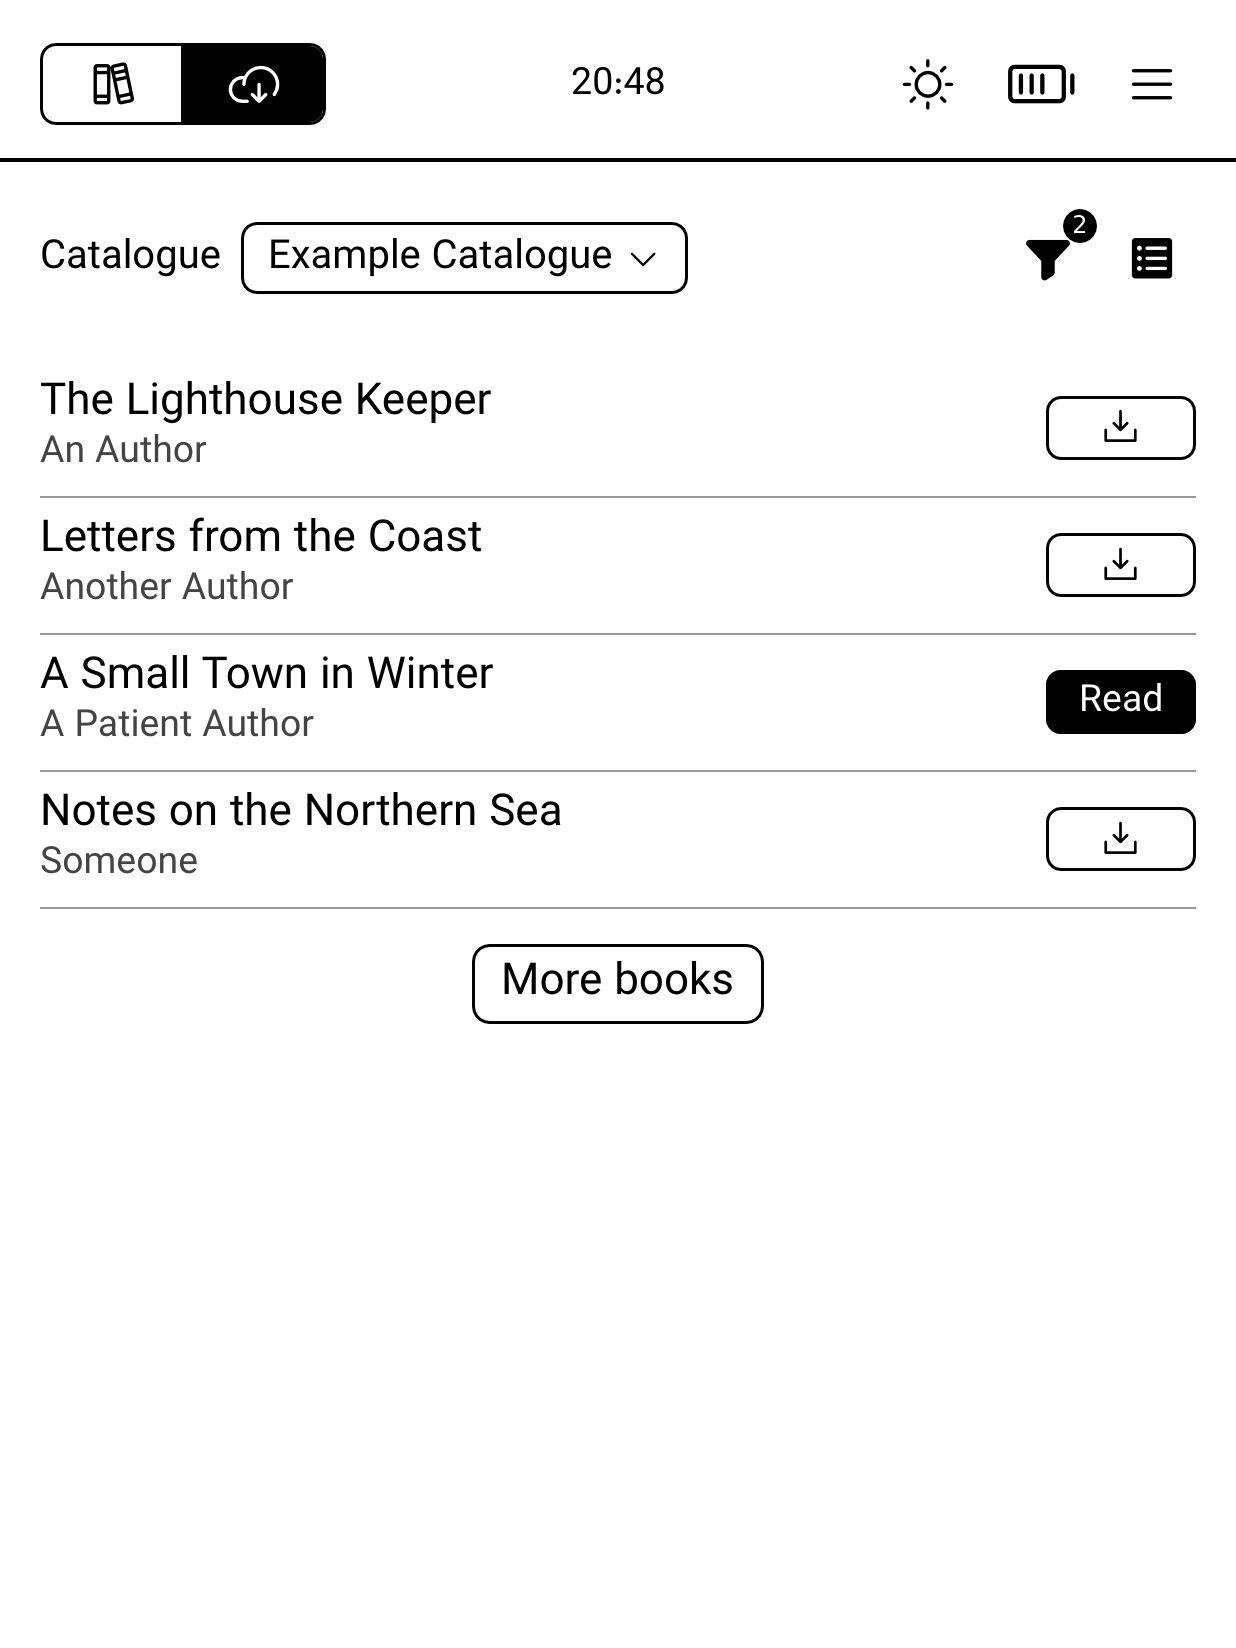 20:48
Catalogue Example Catalogue
2
The Lighthouse Keeper
An Author
Letters from the Coast
Another Author
A Small Town in Winter
A Patient Author
Read
Notes on the Northern Sea
Someone
More books